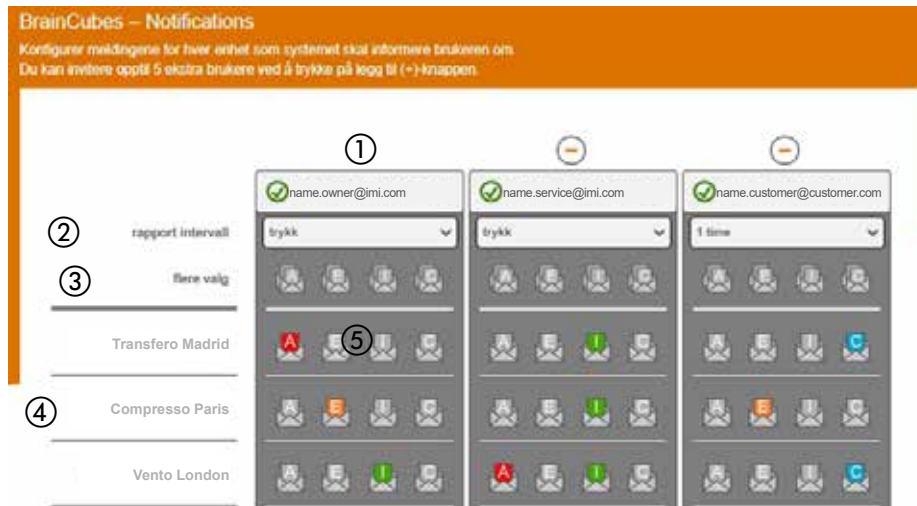 BrainCubes – Notifications
Konfigurer meldingene for hver enhet som systemet skal informere brukeren om
Du kan invitere opptil 5 ekstra brukere ved å trykke på legg til (+)-knappen.
①
name.owner@imi.com name.service@imi.com name.customer@customer.com
② rapport intervall trykk trykk 1 time
③ flere valg A E I C A E I C A E I C
Transfero Madrid A E ⑤ I C A E I C A E I C
④ Compresso Paris A E I C A E I C A E I C
Vento London A E I C A E I C A E I C